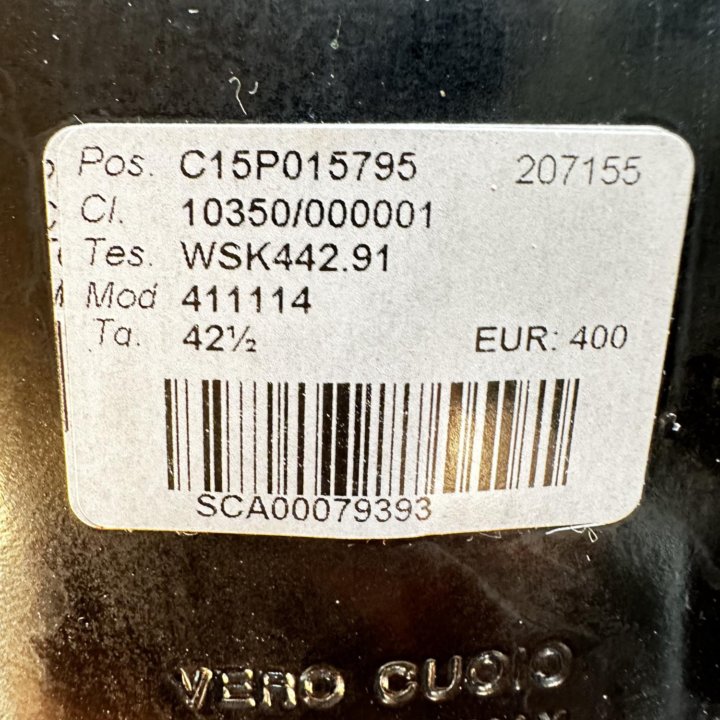 Pos. C15P015795 207155
Cl. 10350/000001
Tes. WSK442.91
Mod 411114
Ta. 42½ EUR: 400
SCA00079393
VERO CUOIO